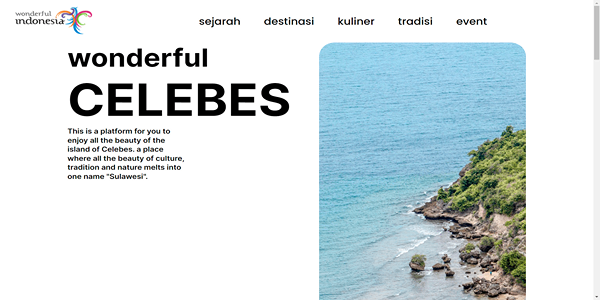 wonderful
indonesia
sejarah destinasi kuliner tradisi event
wonderful
CELEBES
This is a platform for you to
enjoy all the beauty of the
island of Celebes. a place
where all the beauty of culture,
tradition and nature melts into
one name "Sulawesi".